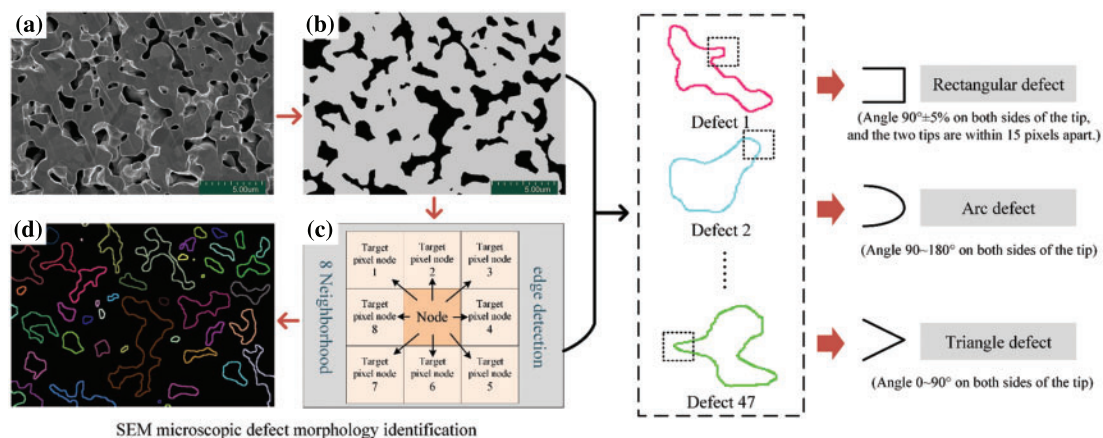 (a)
5.00um
(b)
5.00um
(d)
(c)
8 Neighborhood
Target
pixel node
1
Target
pixel node
2
Target
pixel node
3
Target
pixel node
8
Node
Target
pixel node
4
Target
pixel node
7
Target
pixel node
6
Target
pixel node
5
edge detection
SEM microscopic defect morphology identification
Defect 1
Defect 2
Defect 47
Rectangular defect
(Angle 90°±5% on both sides of the tip,
and the two tips are within 15 pixels apart.)
Arc defect
(Angle 90~180° on both sides of the tip)
Triangle defect
(Angle 0~90° on both sides of the tip)